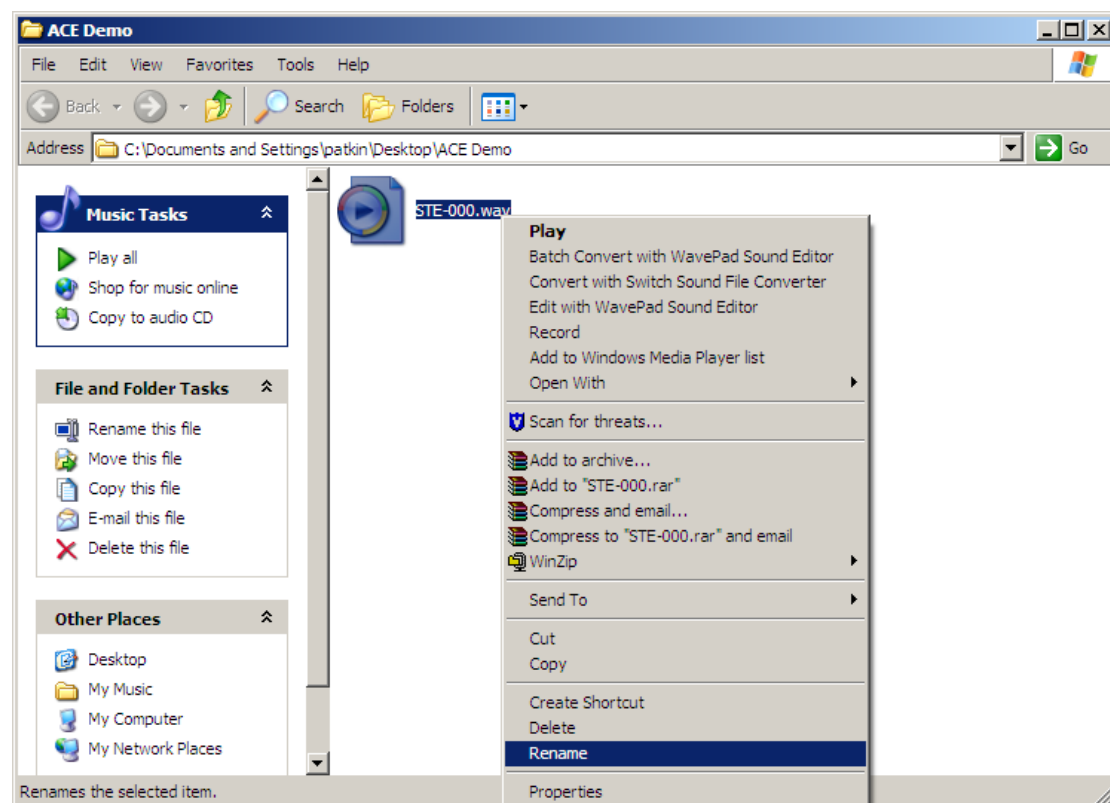 ACE Demo
File Edit View Favorites Tools Help
Back Search Folders
Address C:\Documents and Settings\patkin\Desktop\ACE Demo Go
Music Tasks
Play all
Shop for music online
Copy to audio CD
File and Folder Tasks
Rename this file
Move this file
Copy this file
E-mail this file
Delete this file
Other Places
Desktop
My Music
My Computer
My Network Places
STE-000.wav
Play
Batch Convert with WavePad Sound Editor
Convert with Switch Sound File Converter
Edit with WavePad Sound Editor
Record
Add to Windows Media Player list
Open With
Scan for threats...
Add to archive...
Add to "STE-000.rar"
Compress and email...
Compress to "STE-000.rar" and email
WinZip
Send To
Cut
Copy
Create Shortcut
Delete
Rename
Properties
Renames the selected item.